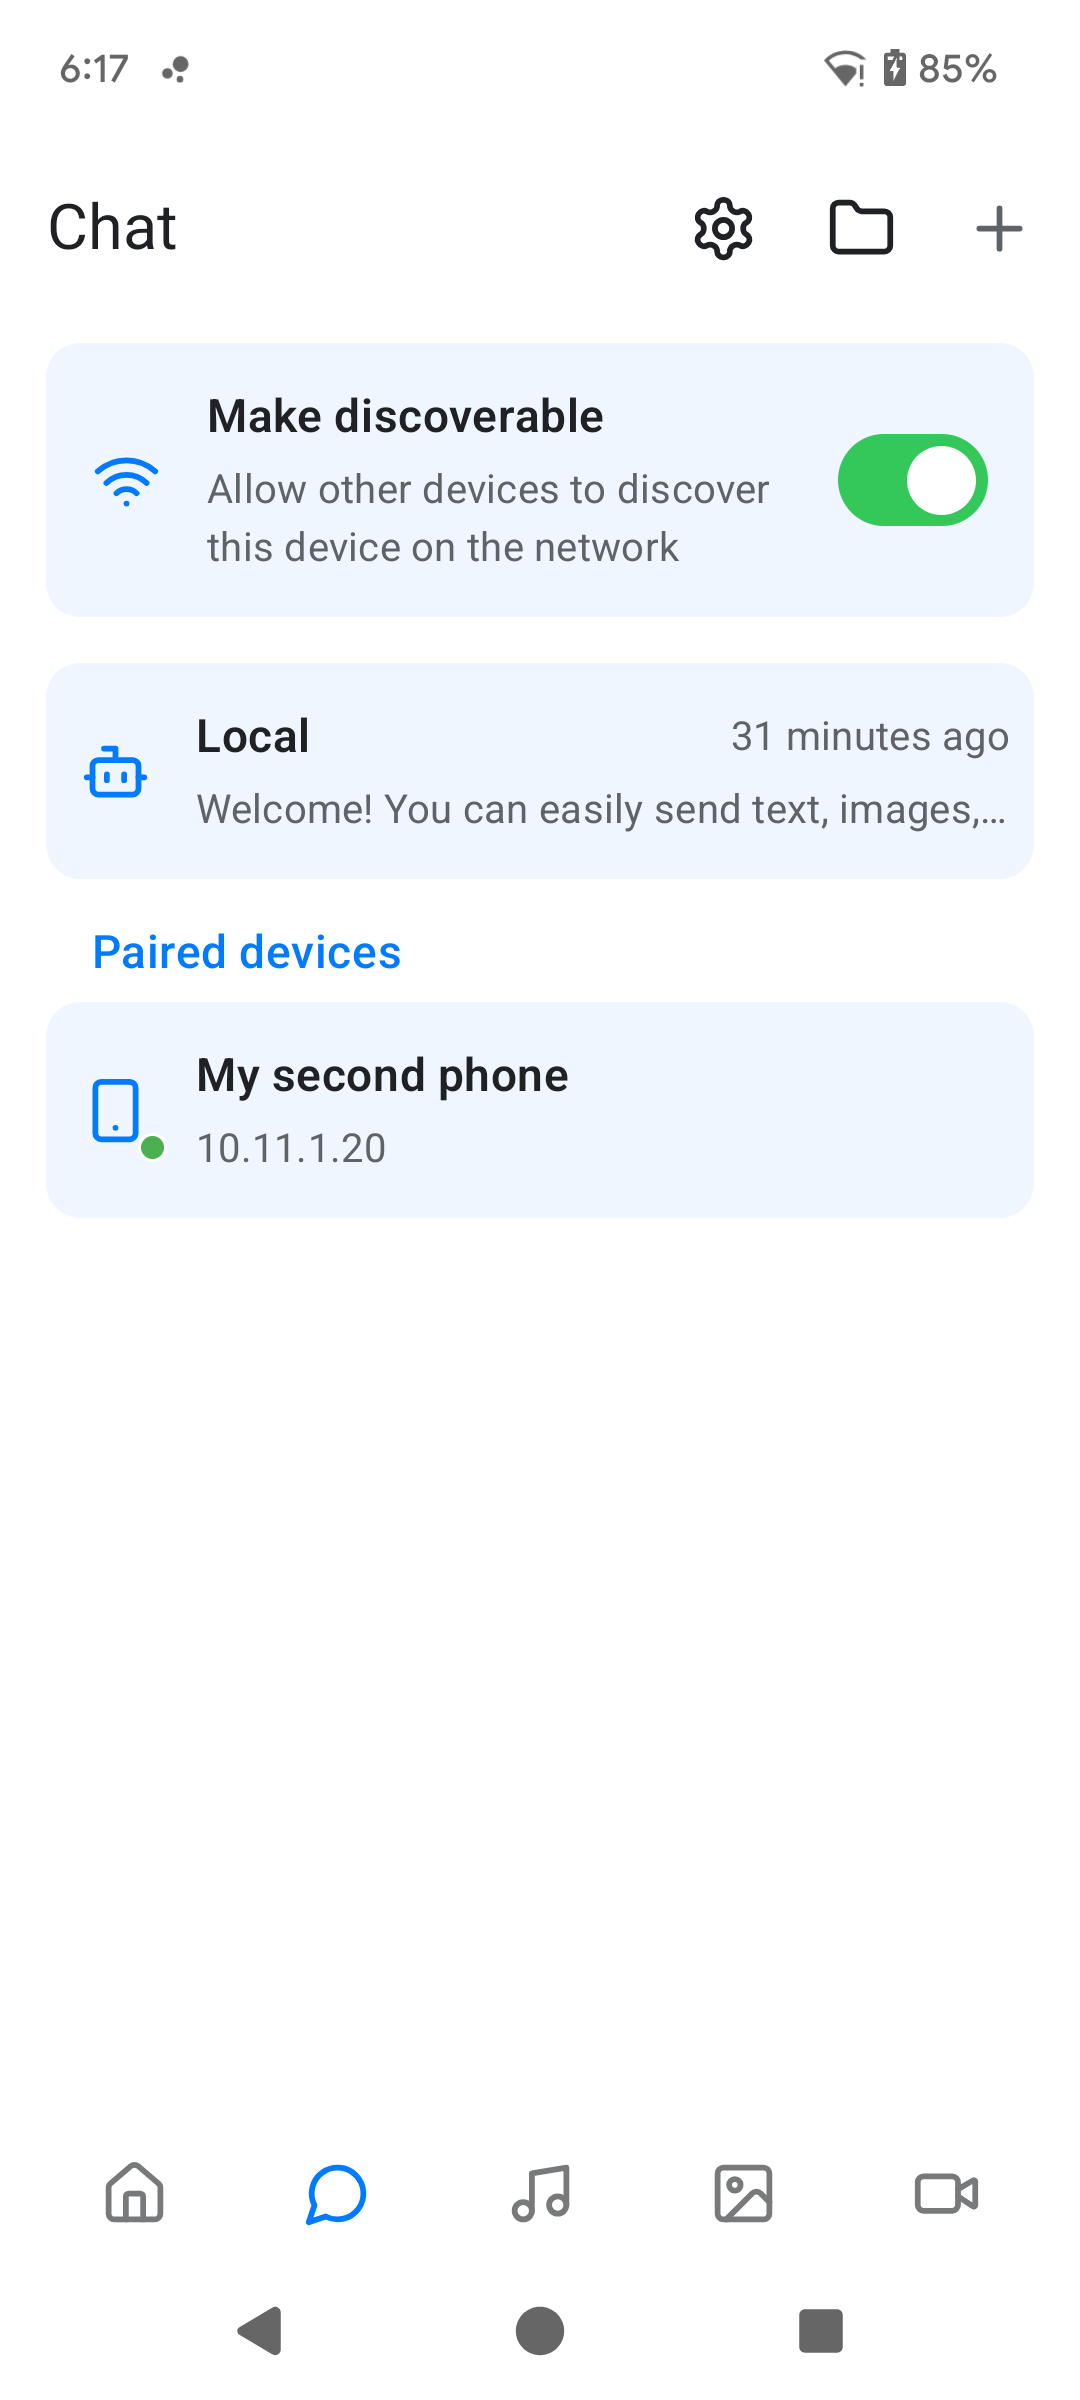 6:17
85%
Chat
Make discoverable
Allow other devices to discover
this device on the network
Local
31 minutes ago
Welcome! You can easily send text, images,…
Paired devices
My second phone
10.11.1.20